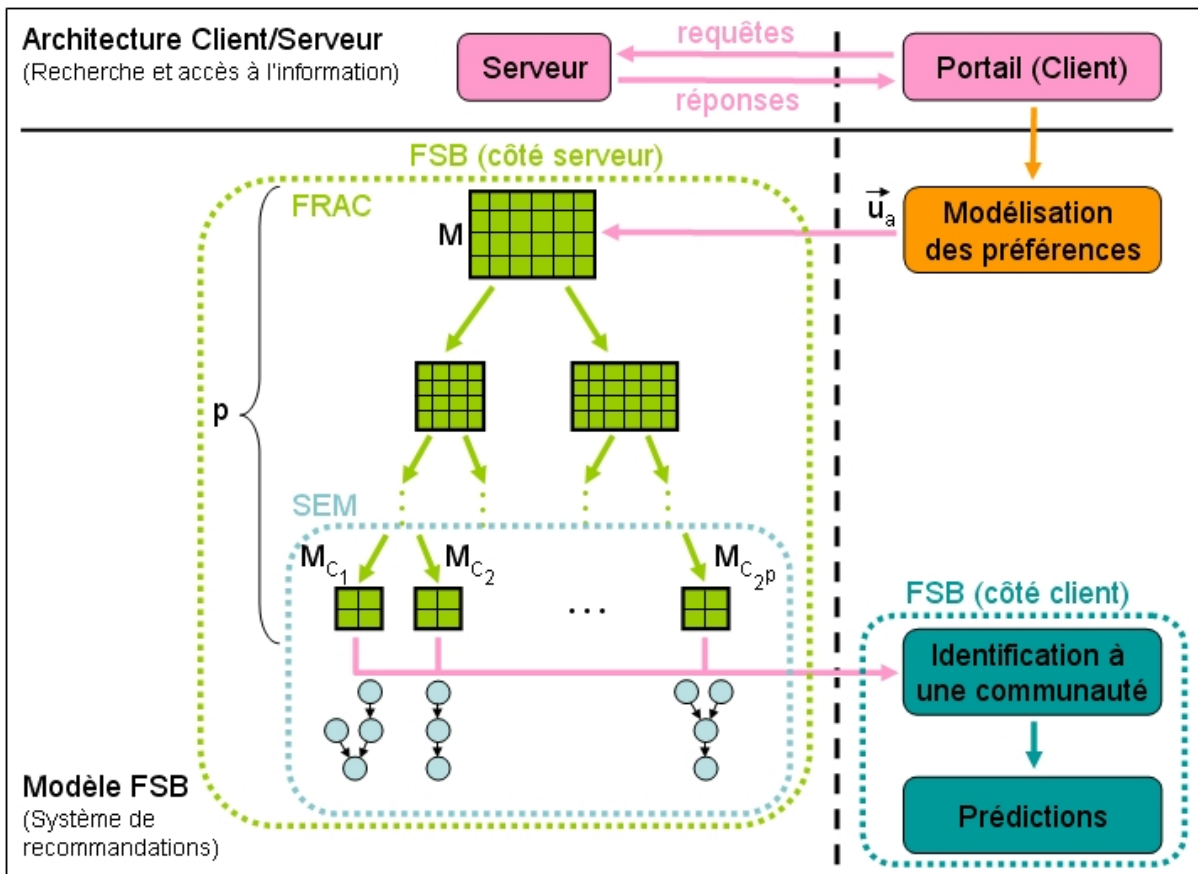 Architecture Client/Serveur
(Recherche et accès à l'information)
Serveur
requêtes
réponses
Portail (Client)
FSB (côté serveur)
FRAC
M
u⃗a
Modélisation
des préférences
p
SEM
MC1
MC2
...
MC2p
FSB (côté client)
Identification à
une communauté
Prédictions
Modèle FSB
(Système de
recommandations)